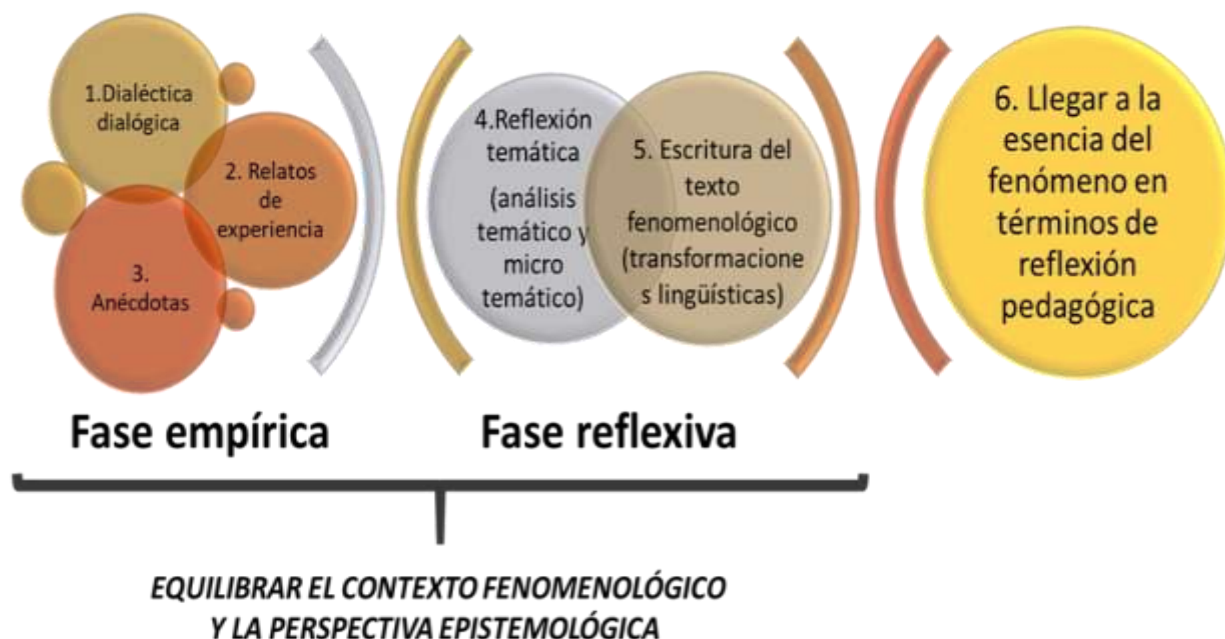 1.Dialéctica
dialógica
2. Relatos
de
experiencia
3.
Anécdotas
4.Reflexión
temática
(análisis
temático y
micro
temático)
5. Escritura del
texto
fenomenológico
(transformacione
s lingüísticas)
6. Llegar a la
esencia del
fenómeno en
términos de
reflexión
pedagógica
Fase empírica
Fase reflexiva
EQUILIBRAR EL CONTEXTO FENOMENOLÓGICO
Y LA PERSPECTIVA EPISTEMOLÓGICA